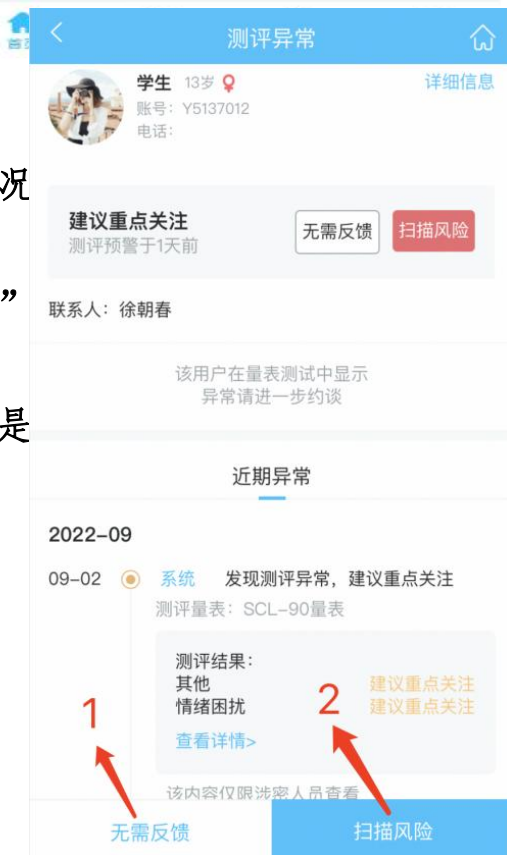 首页
测评异常
学生 13岁
详细信息
账号：Y5137012
电话：
况
建议重点关注
测评预警于1天前
无需反馈
扫描风险
”
联系人：徐朝春
该用户在量表测试中显示
异常请进一步约谈
是
近期异常
2022-09
09-02 系统 发现测评异常，建议重点关注
测评量表：SCL-90量表
测评结果：
其他 建议重点关注
情绪困扰 建议重点关注
1
2
查看详情>
该内容仅限涉密人员查看
无需反馈
扫描风险